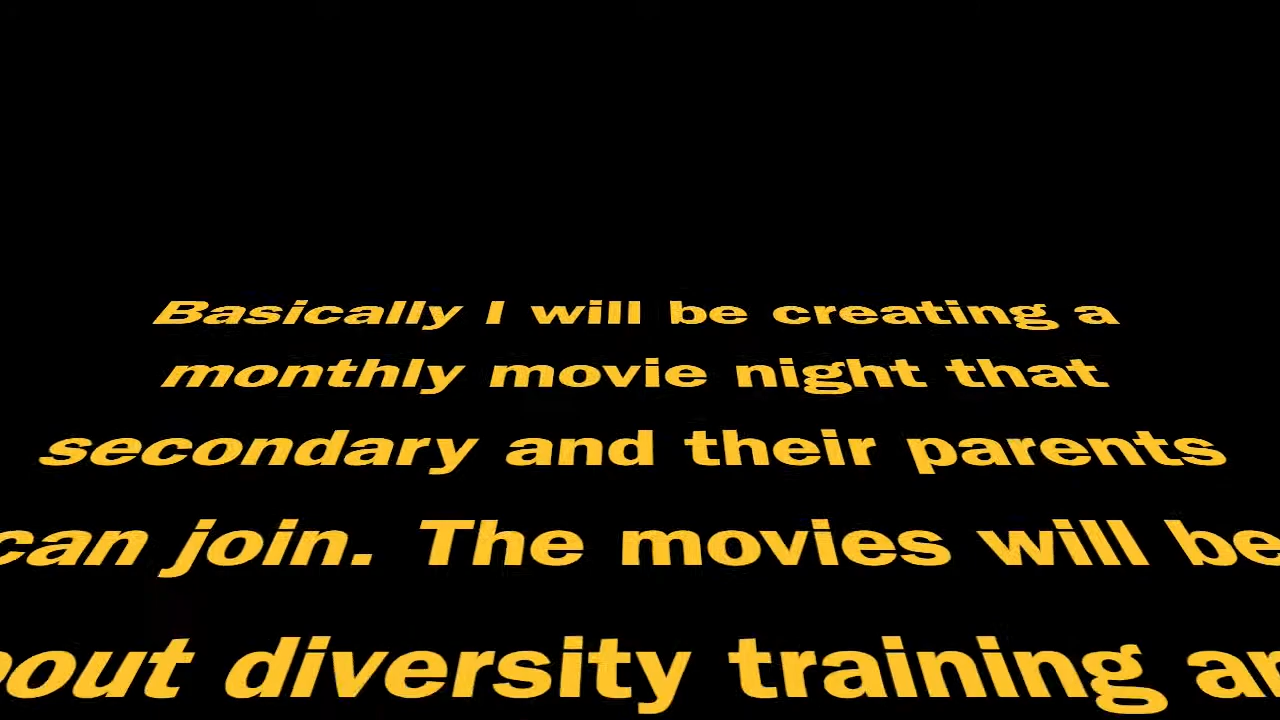 Basically I will be creating a
monthly movie night that
secondary and their parents
can join. The movies will be
bout diversity training